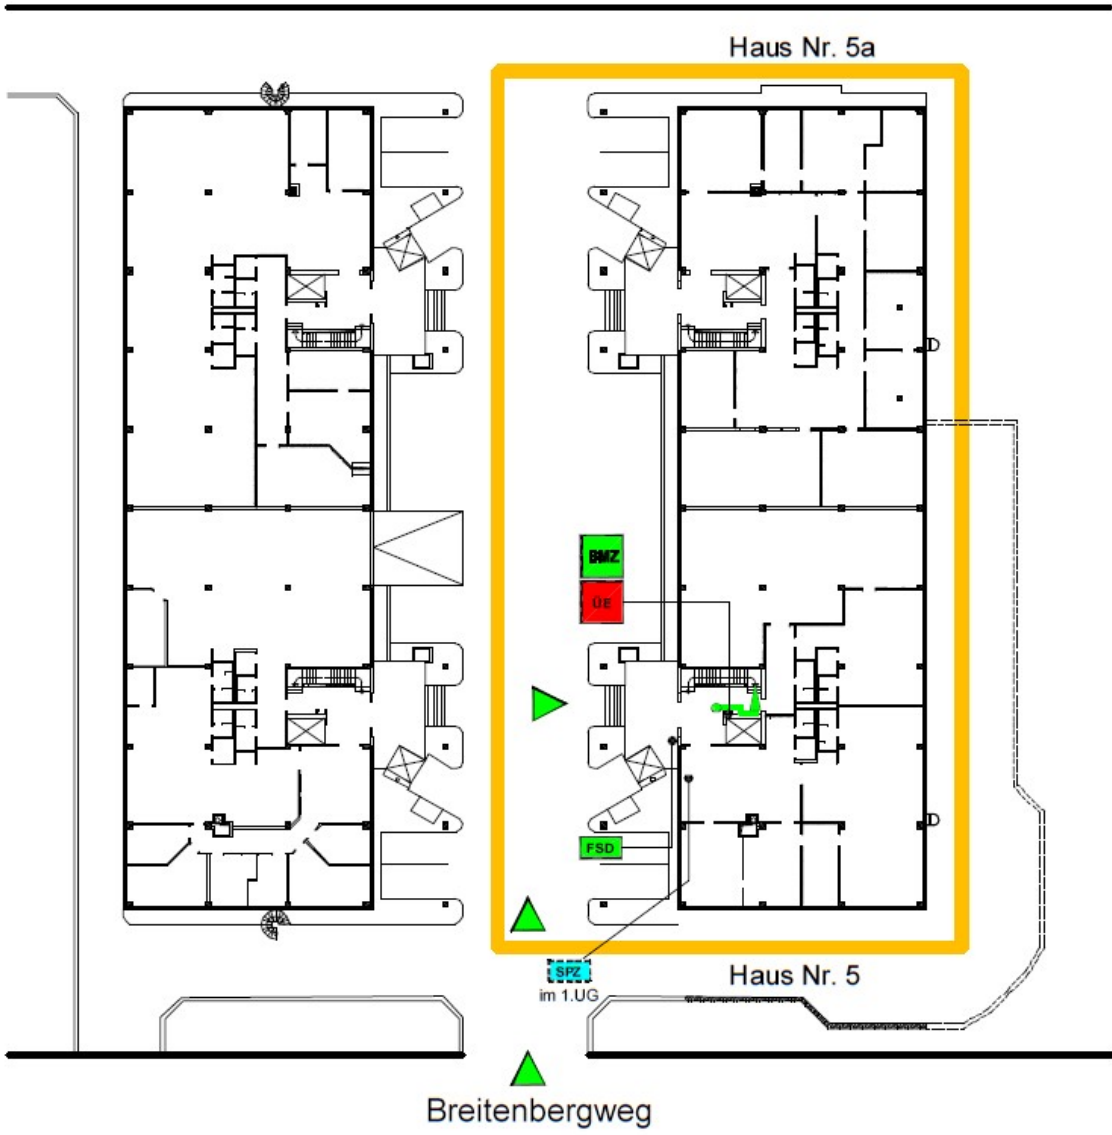 Haus Nr. 5a
BMZ
ÜE
FSD
SPZ
im 1.UG
Haus Nr. 5
Breitenbergweg